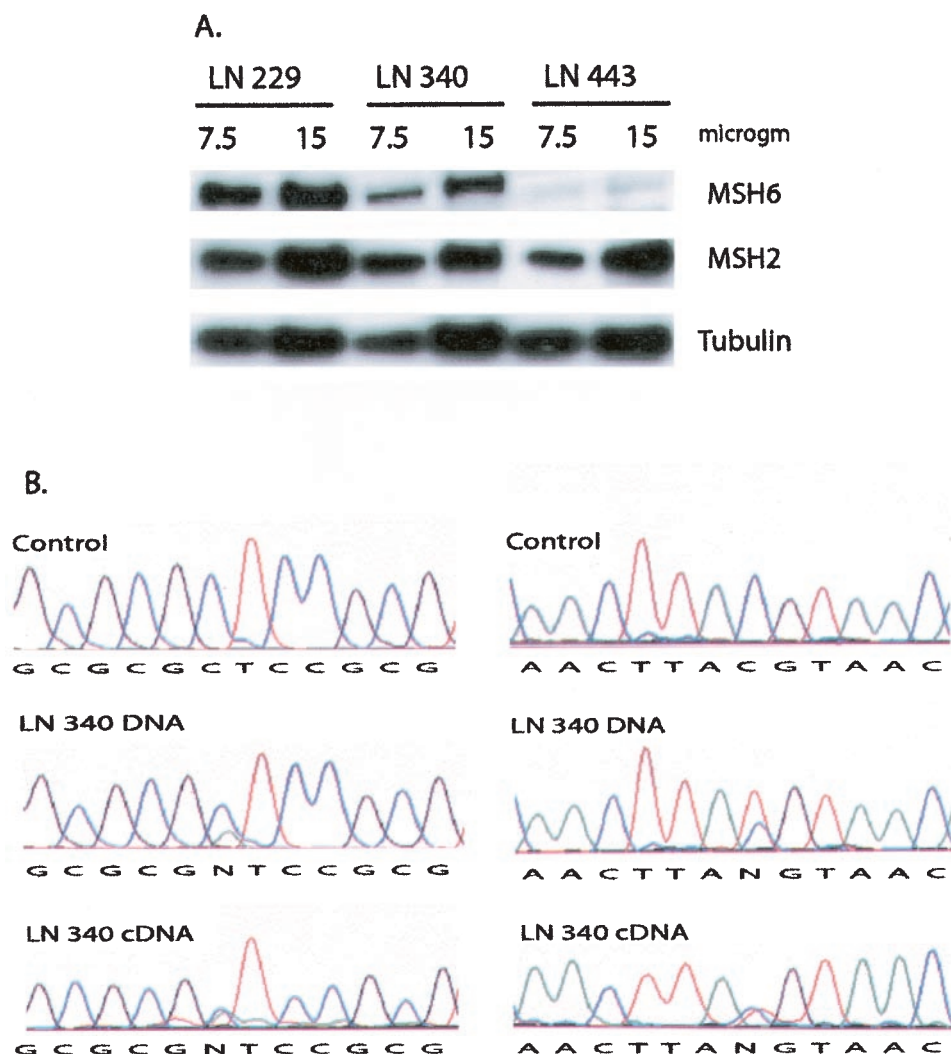 A.
LN 229 LN 340 LN 443
7.5 15 7.5 15 7.5 15 microgm
MSH6
MSH2
Tubulin
B.
Control
G C G C G C T C C G C G
LN 340 DNA
G C G C G N T C C G C G
LN 340 cDNA
G C G C G N T C C G C G
Control
A A C T T A C G T A A C
LN 340 DNA
A A C T T A N G T A A C
LN 340 cDNA
A A C T T A N G T A A C